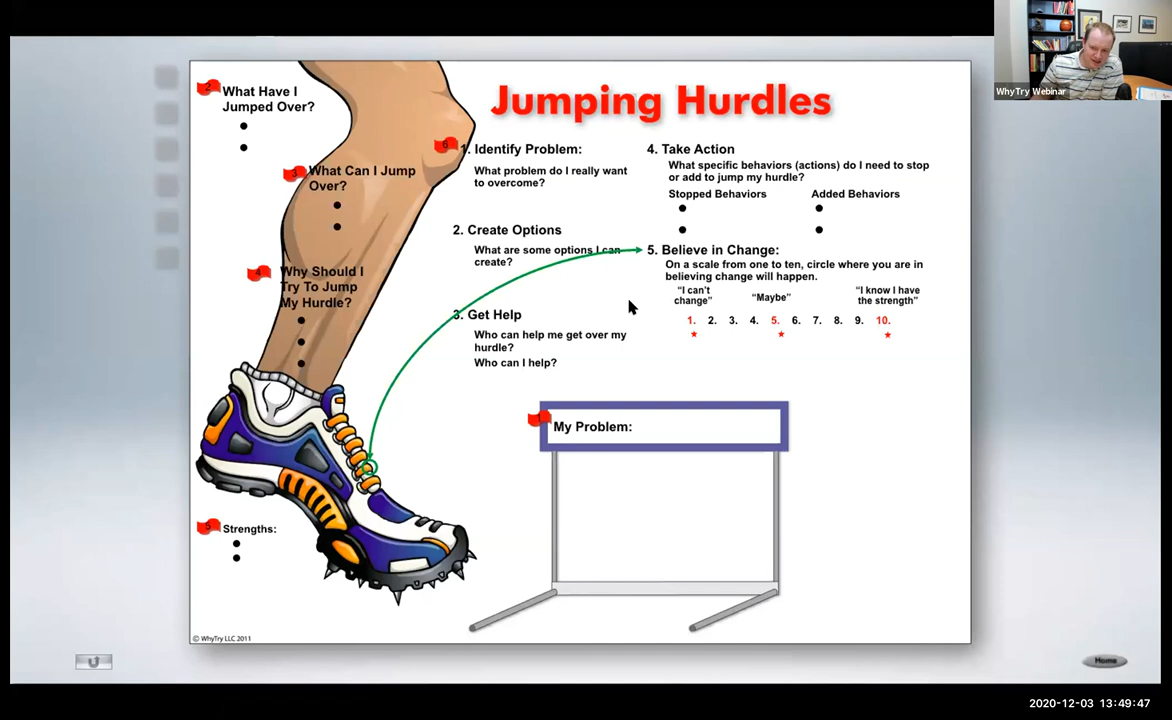 WhyTry Webinar
Jumping Hurdles
2
What Have I
Jumped Over?
3
What Can I Jump
Over?
4
Why Should I
Try To Jump
My Hurdle?
5
Strengths:
6
1. Identify Problem:
What problem do I really want
to overcome?
2. Create Options
What are some options I can
create?
3. Get Help
Who can help me get over my
hurdle?
Who can I help?
4. Take Action
What specific behaviors (actions) do I need to stop
or add to jump my hurdle?
Stopped Behaviors Added Behaviors
5. Believe in Change:
On a scale from one to ten, circle where you are in
believing change will happen.
"I can't
change"
"Maybe"
"I know I have
the strength"
1. 2. 3. 4. 5. 6. 7. 8. 9. 10.
My Problem:
© WhyTry LLC 2011
Home
2020-12-03 13:49:47